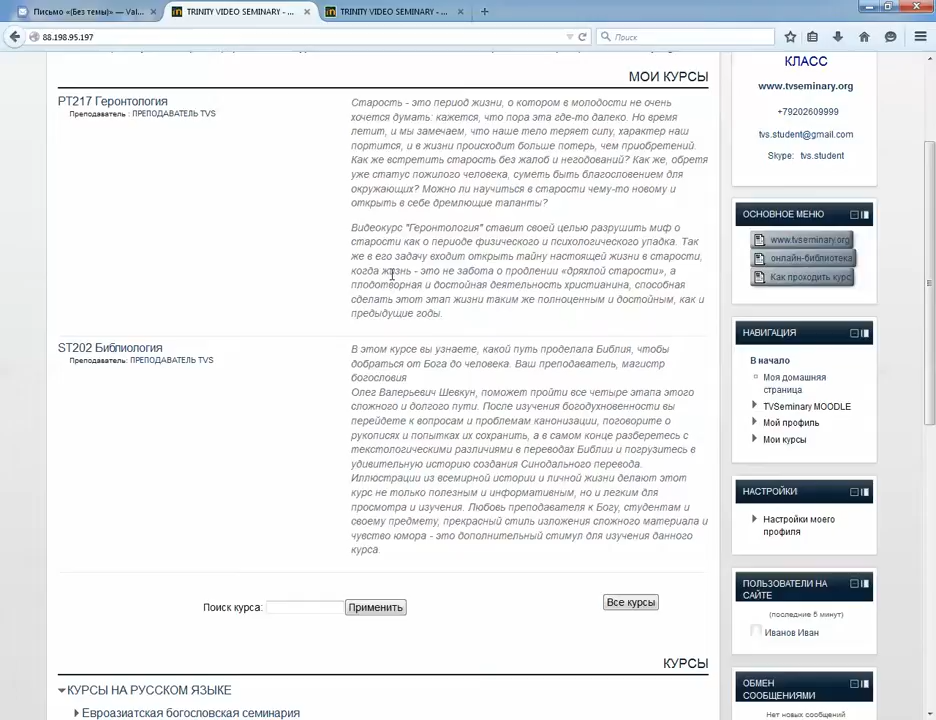 Письмо «(Без темы)» — Val...
TRINITY VIDEO SEMINARY - ...
TRINITY VIDEO SEMINARY - ...
88.198.95.197
Поиск
МОИ КУРСЫ
PT217 Геронтология
Преподаватель : ПРЕПОДАВАТЕЛЬ TVS
Старость - это период жизни, о котором в молодости не очень
хочется думать: кажется, что пора эта где-то далеко. Но время
летит, и мы замечаем, что наше тело теряет силу, характер наш
портится, и в жизни происходит больше потерь, чем приобретений.
Как же встретить старость без жалоб и негодований? Как же, обретя
уже статус пожилого человека, суметь быть благословением для
окружающих? Можно ли научиться в старости чему-то новому и
открыть в себе дремлющие таланты?
Видеокурс "Геронтология" ставит своей целью разрушить миф о
старости как о периоде физического и психологического упадка. Так
же в его задачу входит открыть тайну настоящей жизни в старости,
когда жизнь - это не забота о продлении «дряхлой старости», а
плодотворная и достойная деятельность христианина, способная
сделать этот этап жизни таким же полноценным и достойным, как и
предыдущие годы.
ST202 Библиология
Преподаватель: ПРЕПОДАВАТЕЛЬ TVS
В этом курсе вы узнаете, какой путь проделала Библия, чтобы
добраться от Бога до человека. Ваш преподаватель, магистр
богословия
Олег Валерьевич Шевкун, поможет пройти все четыре этапа этого
сложного и долгого пути. После изучения богодухновенности вы
перейдете к вопросам и проблемам канонизации, поговорите о
рукописях и попытках их сохранить, а в самом конце разберетесь с
текстологическими различиями в переводах Библии и погрузитесь в
удивительную историю создания Синодального перевода.
Иллюстрации из всемирной истории и личной жизни делают этот
курс не только полезным и информативным, но и легким для
просмотра и изучения. Любовь преподавателя к Богу, студентам и
своему предмету, прекрасный стиль изложения сложного материала и
чувство юмора - это дополнительный стимул для изучения данного
курса.
Поиск курса:
Применить
Все курсы
КУРСЫ
КУРСЫ НА РУССКОМ ЯЗЫКЕ
Евроазиатская богословская семинария
КЛАСС
www.tvseminary.org
+79202609999
tvs.student@gmail.com
Skype: tvs.student
ОСНОВНОЕ МЕНЮ
www.tvseminary.org
онлайн-библиотека
Как проходить курс
НАВИГАЦИЯ
В начало
Моя домашняя
страница
TVSeminary MOODLE
Мой профиль
Мои курсы
НАСТРОЙКИ
Настройки моего
профиля
ПОЛЬЗОВАТЕЛИ НА
САЙТЕ
(последние 5 минут)
Иванов Иван
ОБМЕН
СООБЩЕНИЯМИ
Нет новых сообщений